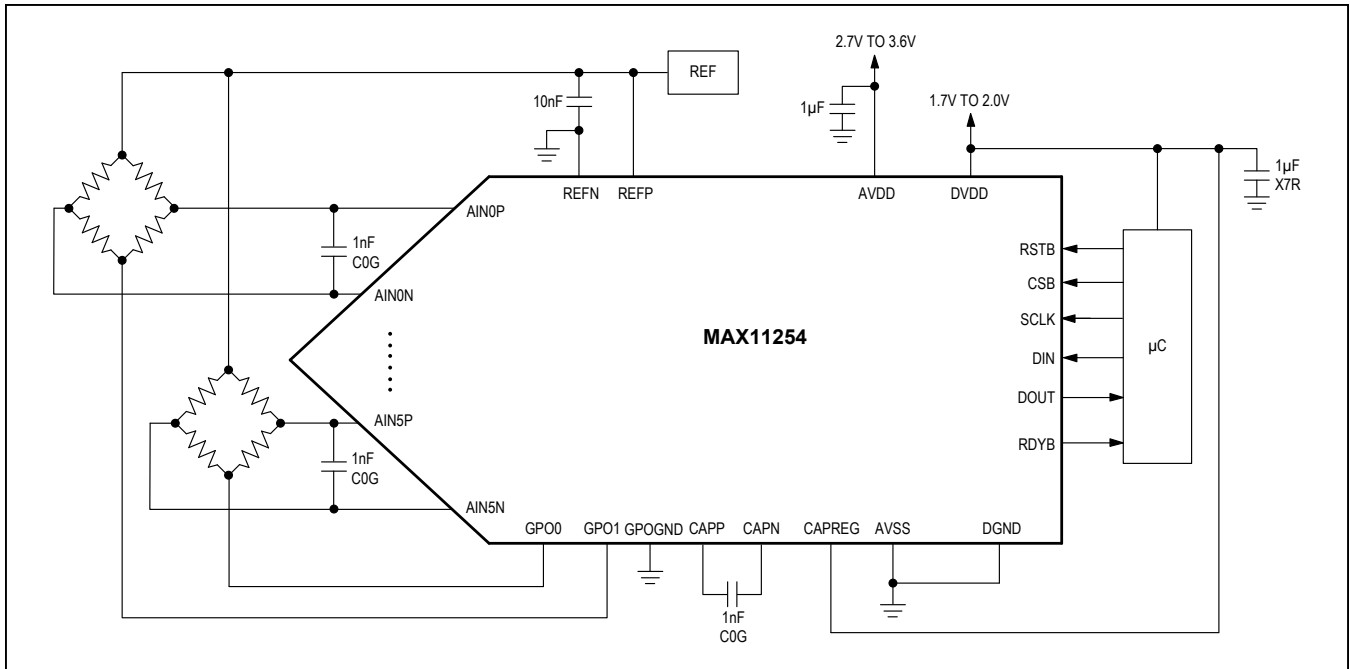 2.7V TO 3.6V
REF
1.7V TO 2.0V
10nF
1µF
1µF
X7R
REFN
REFP
AVDD
DVDD
AIN0P
1nF
C0G
AIN0N
RSTB
CSB
SCLK
DIN
DOUT
RDYB
µC
MAX11254
AIN5P
1nF
C0G
AIN5N
GPO0
GPO1
GPOGND
CAPP
CAPN
CAPREG
AVSS
DGND
1nF
C0G